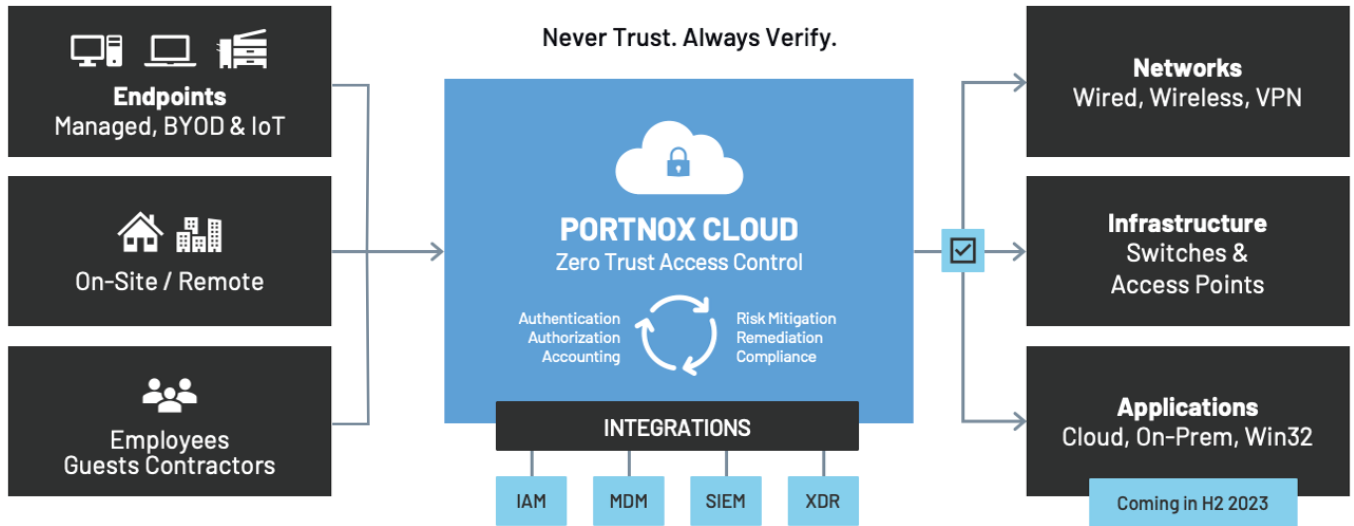 Never Trust. Always Verify.
Endpoints
Managed, BYOD & IoT
On-Site / Remote
Employees
Guests Contractors
PORTNOX CLOUD
Zero Trust Access Control
Authentication
Authorization
Accounting
Risk Mitigation
Remediation
Compliance
INTEGRATIONS
IAM
MDM
SIEM
XDR
Networks
Wired, Wireless, VPN
Infrastructure
Switches &
Access Points
Applications
Cloud, On-Prem, Win32
Coming in H2 2023